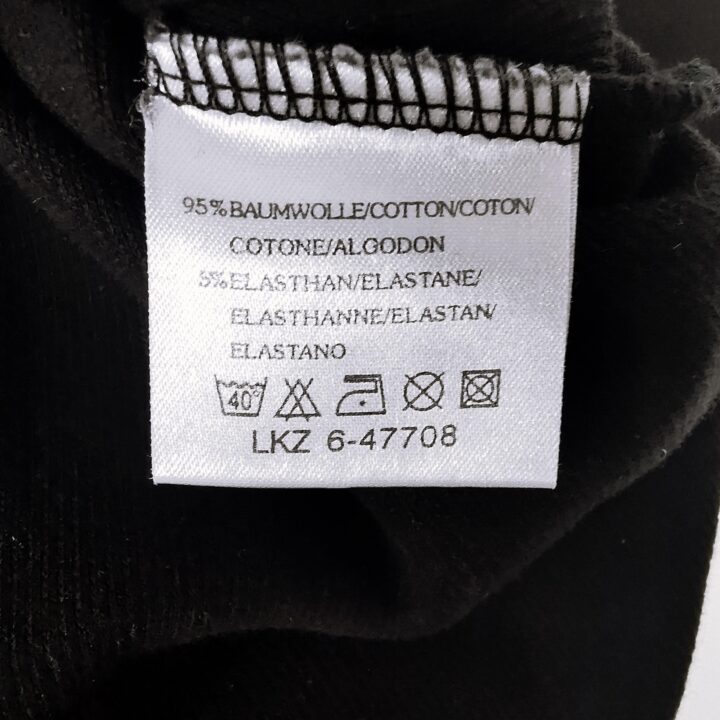 95% BAUMWOLLE/COTTON/COTON/
COTONE/ALGODON
5% ELASTHAN/ELASTANE/
ELASTHANNE/ELASTAN/
ELASTANO
40°
LKZ 6-47708